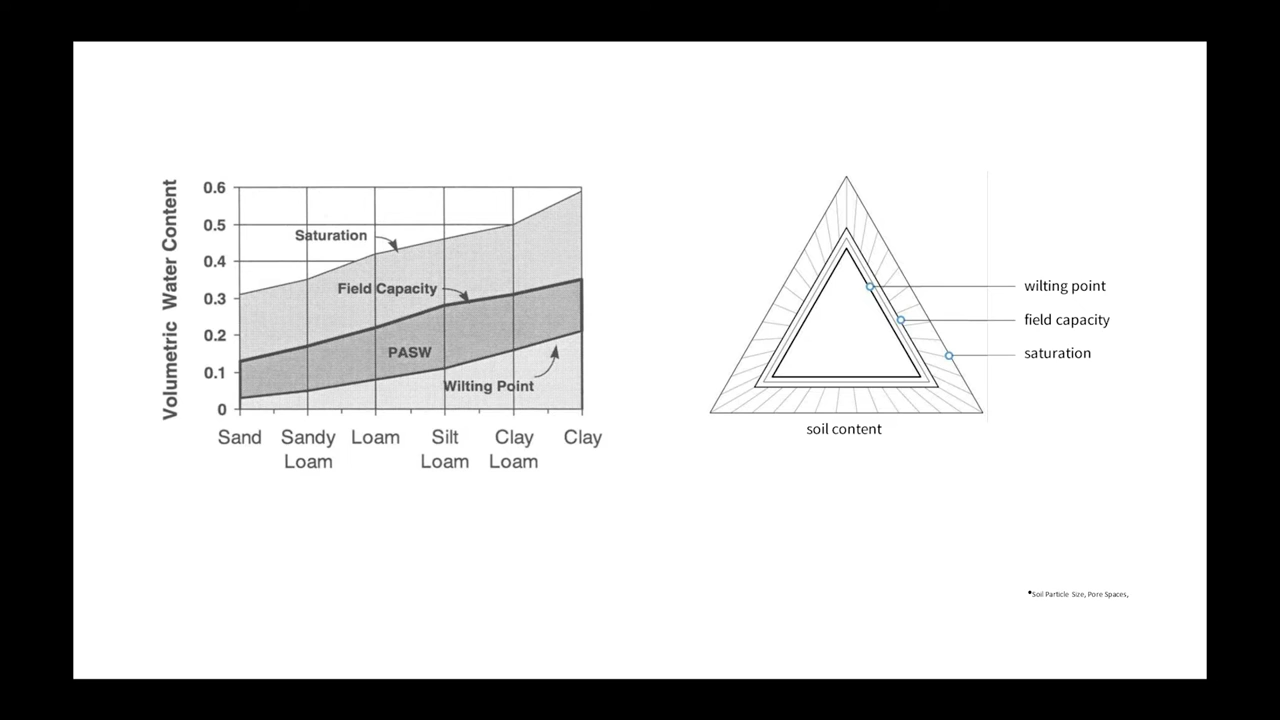 Volumetric Water Content
0.6
0.5
0.4
0.3
0.2
0.1
0
Saturation
Field Capacity
PASW
Wilting Point
Sand
Sandy
Loam
Loam
Silt
Loam
Clay
Loam
Clay
wilting point
field capacity
saturation
soil content
•Soil Particle Size, Pore Spaces,